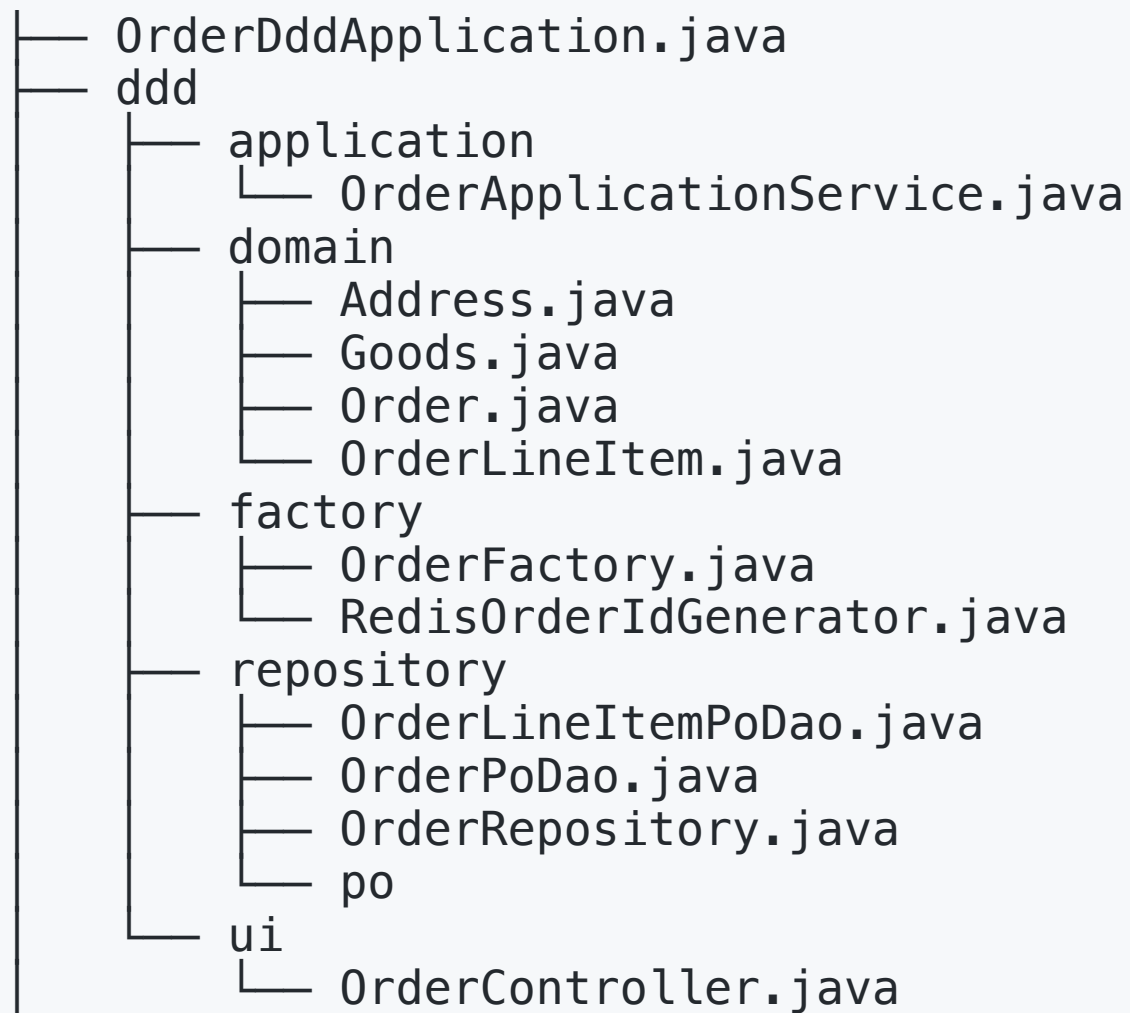 OrderDddApplication.java
ddd
application
OrderApplicationService.java
domain
Address.java
Goods.java
Order.java
OrderLineItem.java
factory
OrderFactory.java
RedisOrderIdGenerator.java
repository
OrderLineItemPoDao.java
OrderPoDao.java
OrderRepository.java
po
ui
OrderController.java